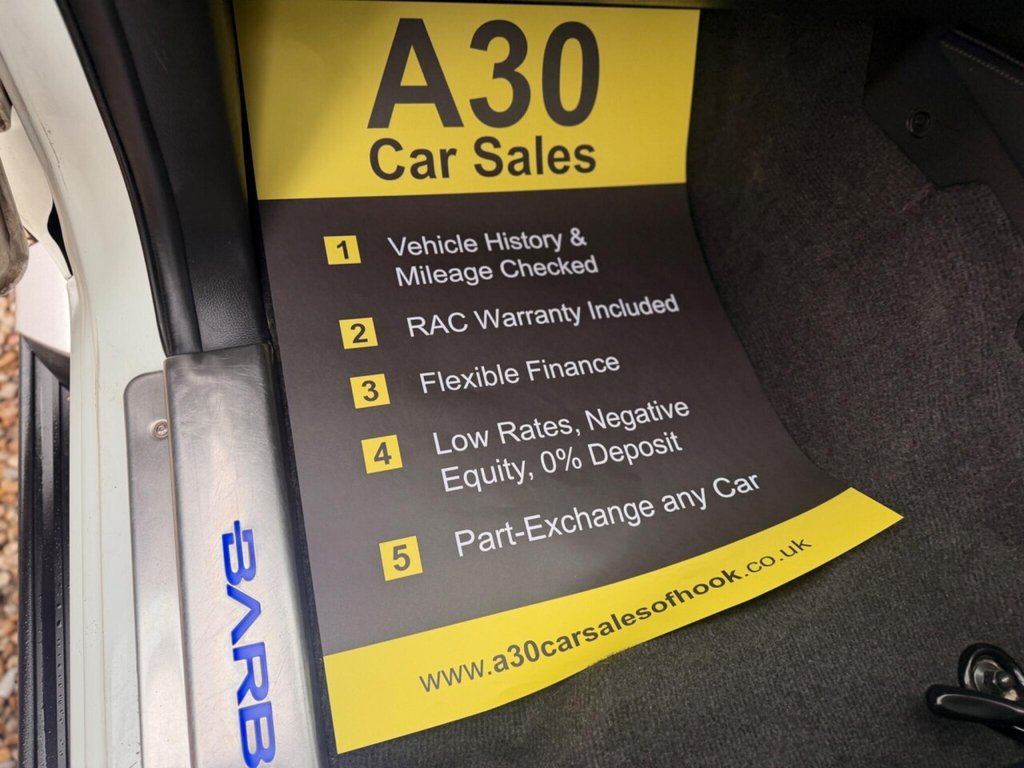 A30
Car Sales
1 Vehicle History &
Mileage Checked
2 RAC Warranty Included
3 Flexible Finance
4 Low Rates, Negative
Equity, 0% Deposit
5 Part-Exchange any Car
www.a30carsalesofhook.co.uk
BARB